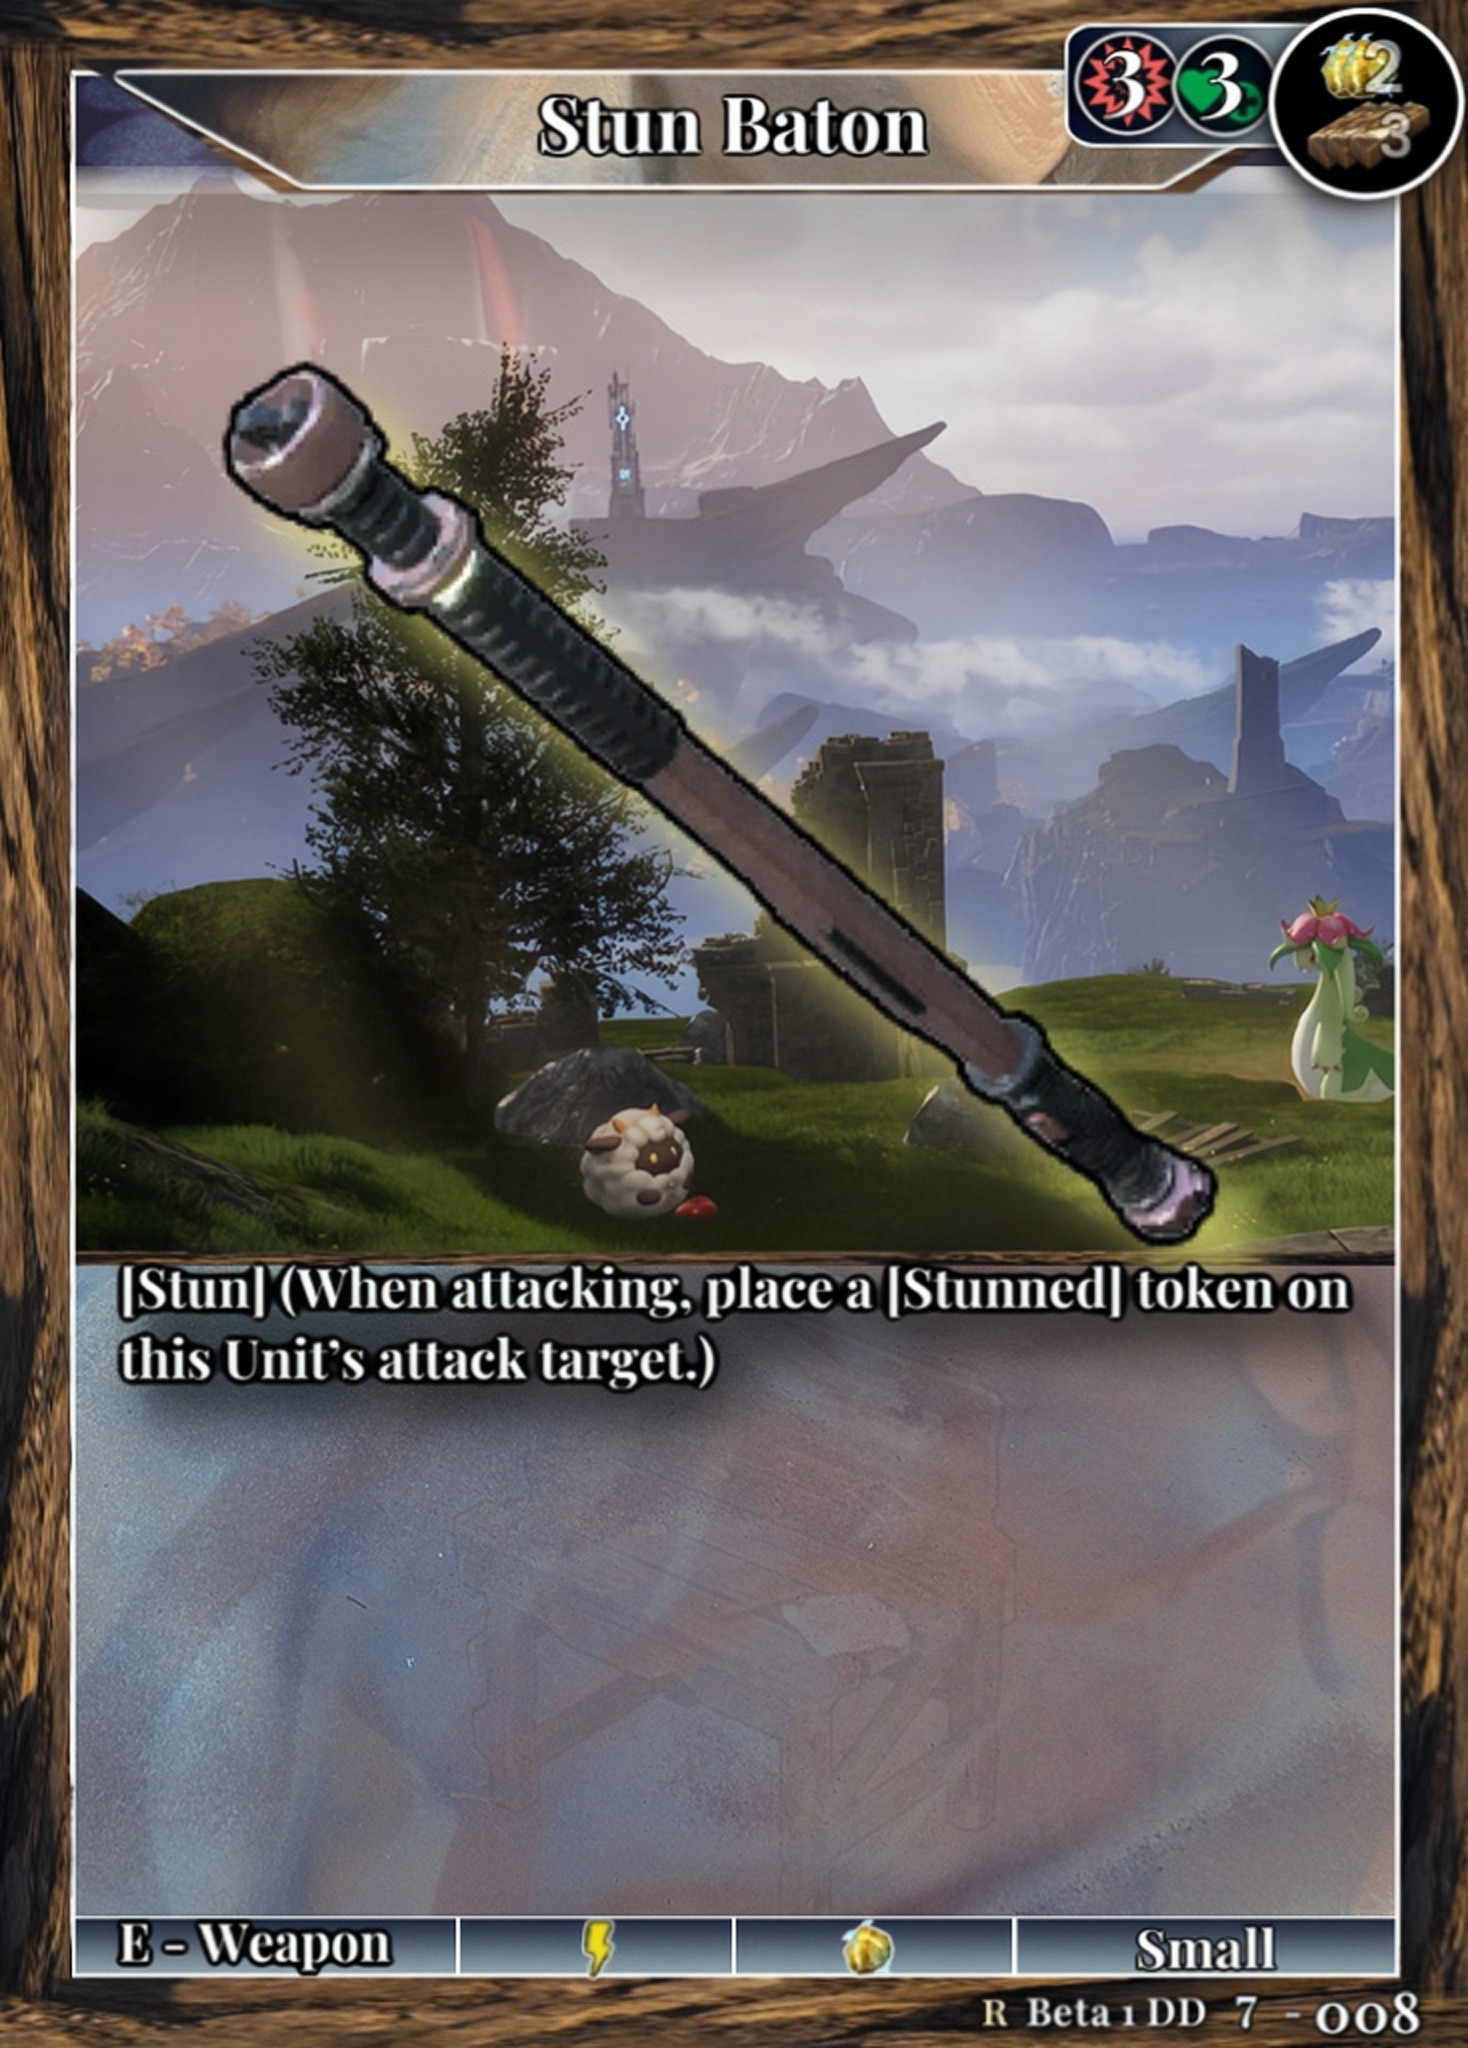 Stun Baton
3 3 2
3
[Stun] (When attacking, place a [Stunned] token on
this Unit's attack target.)
E - Weapon Small
R Beta 1 DD 7 - 008